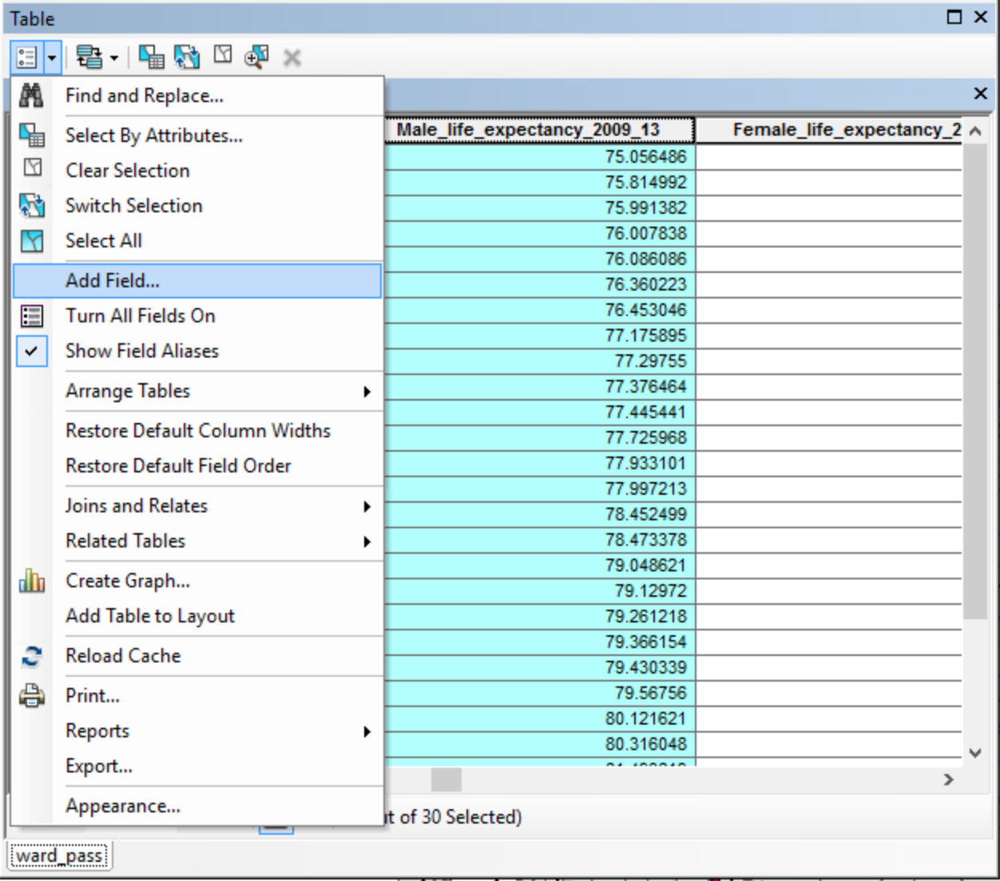 Table
Find and Replace...
Select By Attributes...
Clear Selection
Switch Selection
Select All
Add Field...
Turn All Fields On
Show Field Aliases
Arrange Tables
Restore Default Column Widths
Restore Default Field Order
Joins and Relates
Related Tables
Create Graph...
Add Table to Layout
Reload Cache
Print...
Reports
Export...
Appearance...
Male_life_expectancy_2009_13 Female_life_expectancy_2
75.056486
75.814992
75.991382
76.007838
76.086086
76.360223
76.453046
77.175895
77.29755
77.376464
77.445441
77.725968
77.933101
77.997213
78.452499
78.473378
79.048621
79.12972
79.261218
79.366154
79.430339
79.56756
80.121621
80.316048
of 30 Selected)
ward_pass